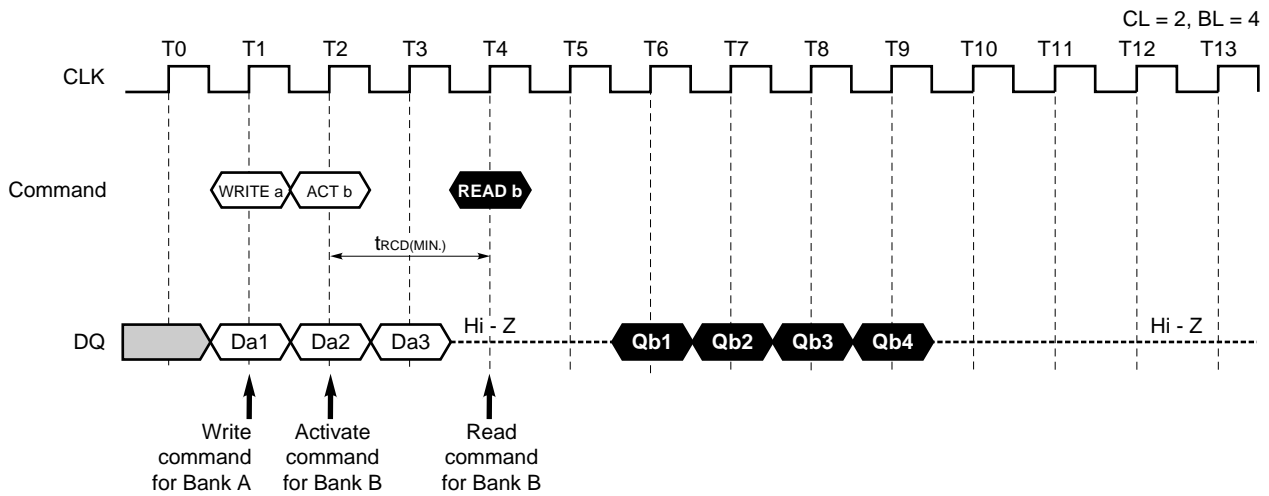 CL = 2, BL = 4
T0 T1 T2 T3 T4 T5 T6 T7 T8 T9 T10 T11 T12 T13
CLK
Command WRITE a ACT b READ b
tRCD(MIN.)
Hi - Z Hi - Z
DQ Da1 Da2 Da3 Qb1 Qb2 Qb3 Qb4
Write command for Bank A
Activate command for Bank B
Read command for Bank B